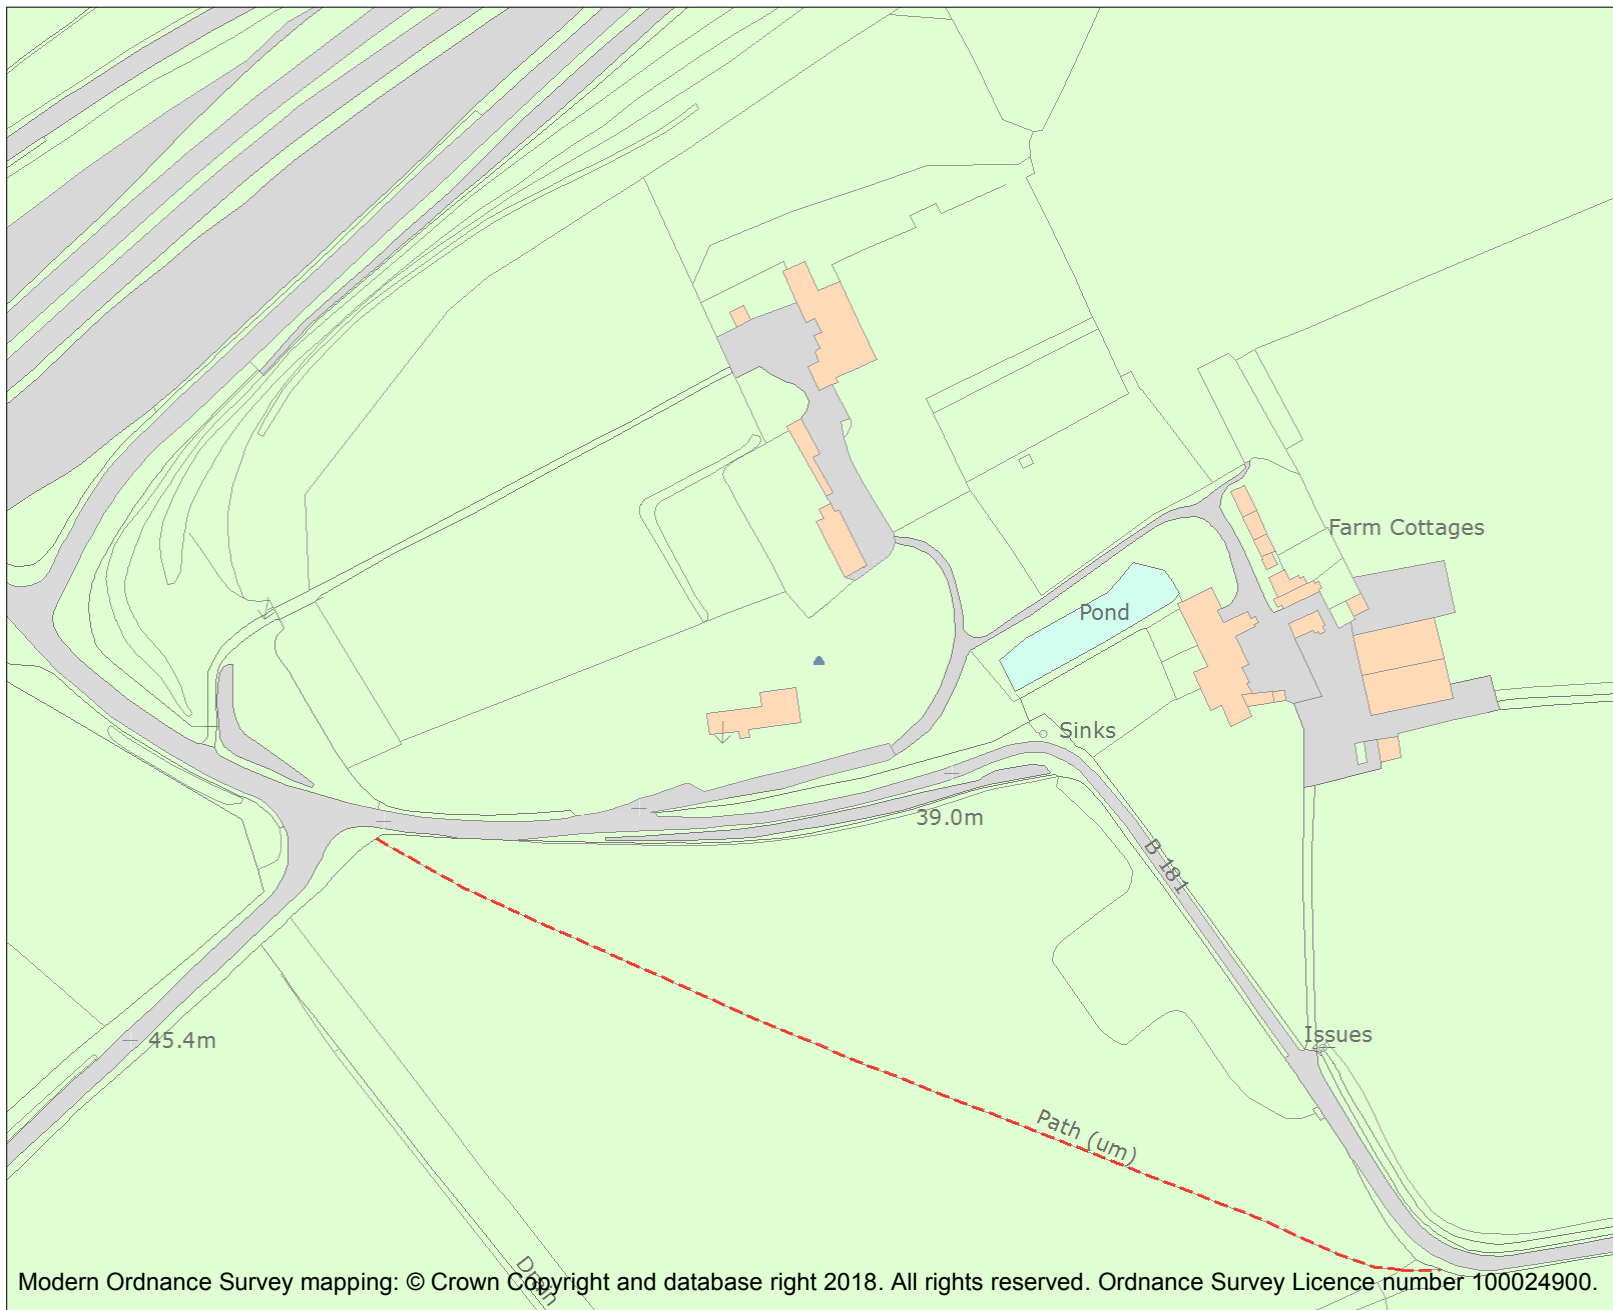 Farm Cottages
Pond
Sinks
39.0m
B 181
Issues
45.4m
Path (um)
Drain
Modern Ordnance Survey mapping: © Crown Copyright and database right 2018. All rights reserved. Ordnance Survey Licence number 100024900.